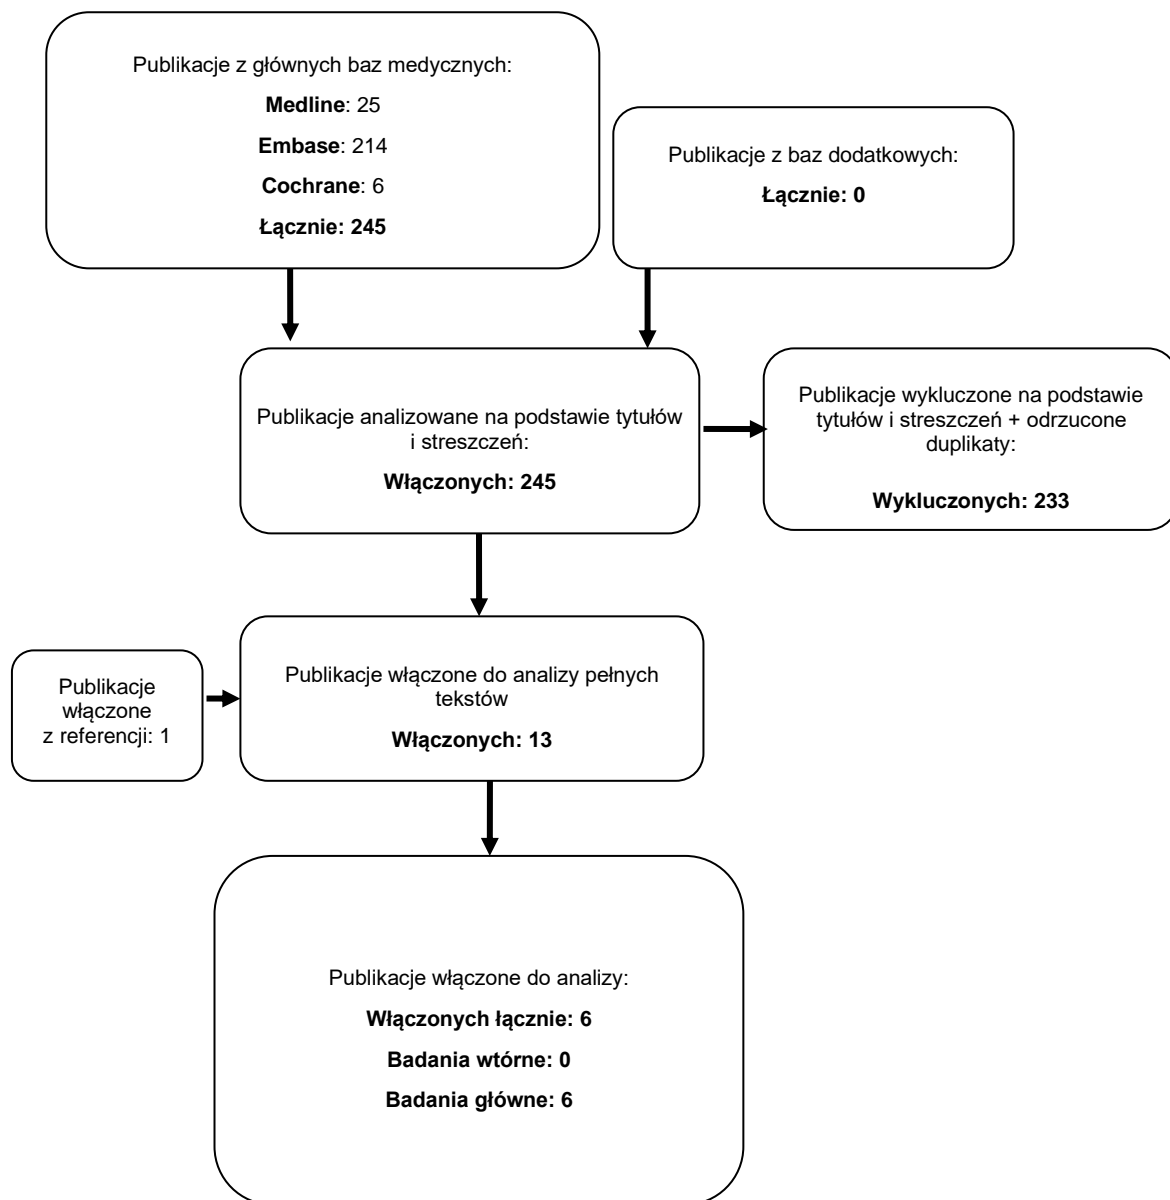 Publikacje z głównych baz medycznych:
Medline: 25
Embase: 214
Cochrane: 6
Łącznie: 245
Publikacje z baz dodatkowych:
Łącznie: 0
Publikacje analizowane na podstawie tytułów
i streszczeń:
Włączonych: 245
Publikacje wykluczone na podstawie
tytułów i streszczeń + odrzucone
duplikaty:
Wykluczonych: 233
Publikacje
włączone
z referencji: 1
Publikacje włączone do analizy pełnych
tekstów
Włączonych: 13
Publikacje włączone do analizy:
Włączonych łącznie: 6
Badania wtórne: 0
Badania główne: 6